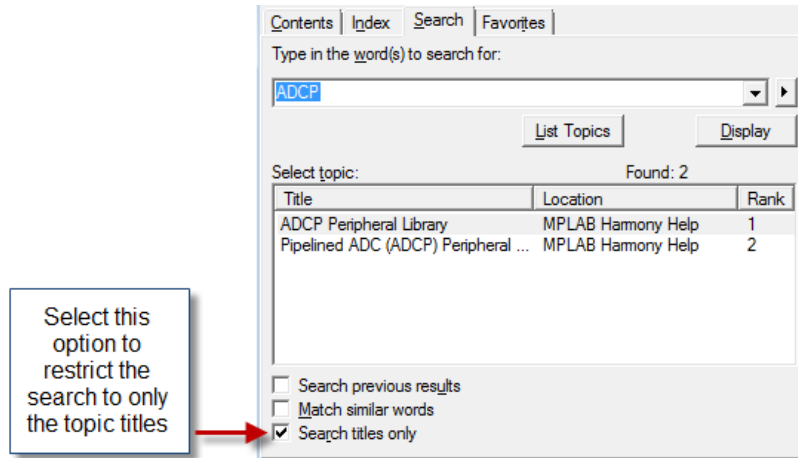 Contents Index Search Favorites
Type in the word(s) to search for:
ADCP
List Topics Display
Select topic: Found: 2
Title Location Rank
ADCP Peripheral Library MPLAB Harmony Help 1
Pipelined ADC (ADCP) Peripheral ... MPLAB Harmony Help 2
Select this
option to
restrict the
search to only
the topic titles
Search previous results
Match similar words
Search titles only